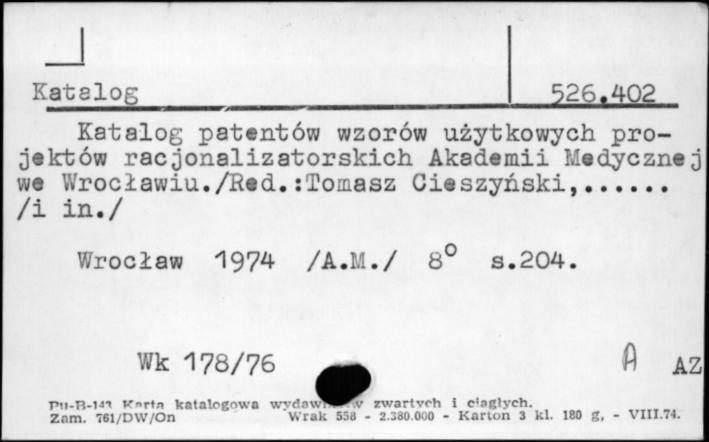 Katalog 526.402
Katalog patentów wzorów użytkowych pro-
jektów racjonalizatorskich Akademii Medycznej
we Wrocławiu./Red.:Tomasz Cieszyński,......
/i in./
Wrocław 1974 /A.M./ 8° s.204.
Wk 178/76 A AZ
Pu-B-143 Karta katalogowa zwartych i ciągłych.
Zam. 761/DW/On Wrak 558 - 2.380.000 - Karton 3 kl. 180 g, - VIII.74.